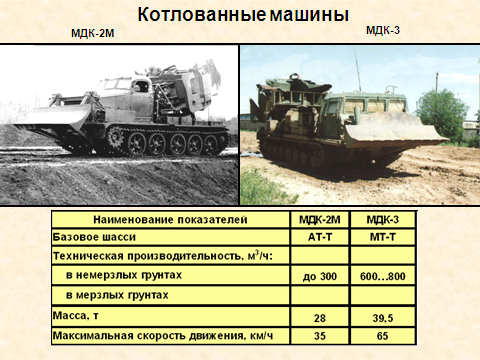 Котлованные машины
МДК-2М МДК-3
Наименование показателей МДК-2М МДК-3
Базовое шасси АТ-Т МТ-Т
Техническая производительность, м³/ч:
в немерзлых грунтах до 300 600…800
в мерзлых грунтах
Масса, т 28 39,5
Максимальная скорость движения, км/ч 35 65